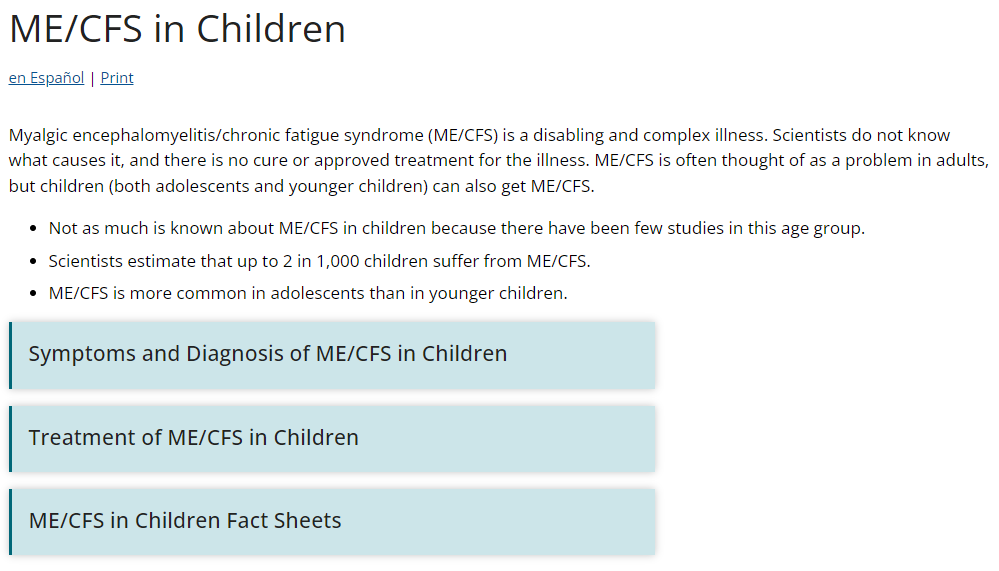 ME/CFS in Children
en Español | Print
Myalgic encephalomyelitis/chronic fatigue syndrome (ME/CFS) is a disabling and complex illness. Scientists do not know
what causes it, and there is no cure or approved treatment for the illness. ME/CFS is often thought of as a problem in adults,
but children (both adolescents and younger children) can also get ME/CFS.
• Not as much is known about ME/CFS in children because there have been few studies in this age group.
• Scientists estimate that up to 2 in 1,000 children suffer from ME/CFS.
• ME/CFS is more common in adolescents than in younger children.
Symptoms and Diagnosis of ME/CFS in Children
Treatment of ME/CFS in Children
ME/CFS in Children Fact Sheets